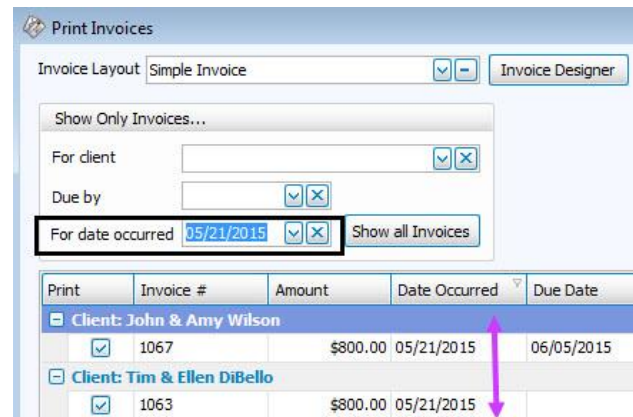 Print Invoices
Invoice Layout Simple Invoice Invoice Designer
Show Only Invoices...
For client
Due by
For date occurred 05/21/2015 Show all Invoices
Print Invoice # Amount Date Occurred Due Date
Client: John & Amy Wilson
1067 $800.00 05/21/2015 06/05/2015
Client: Tim & Ellen DiBello
1063 $800.00 05/21/2015